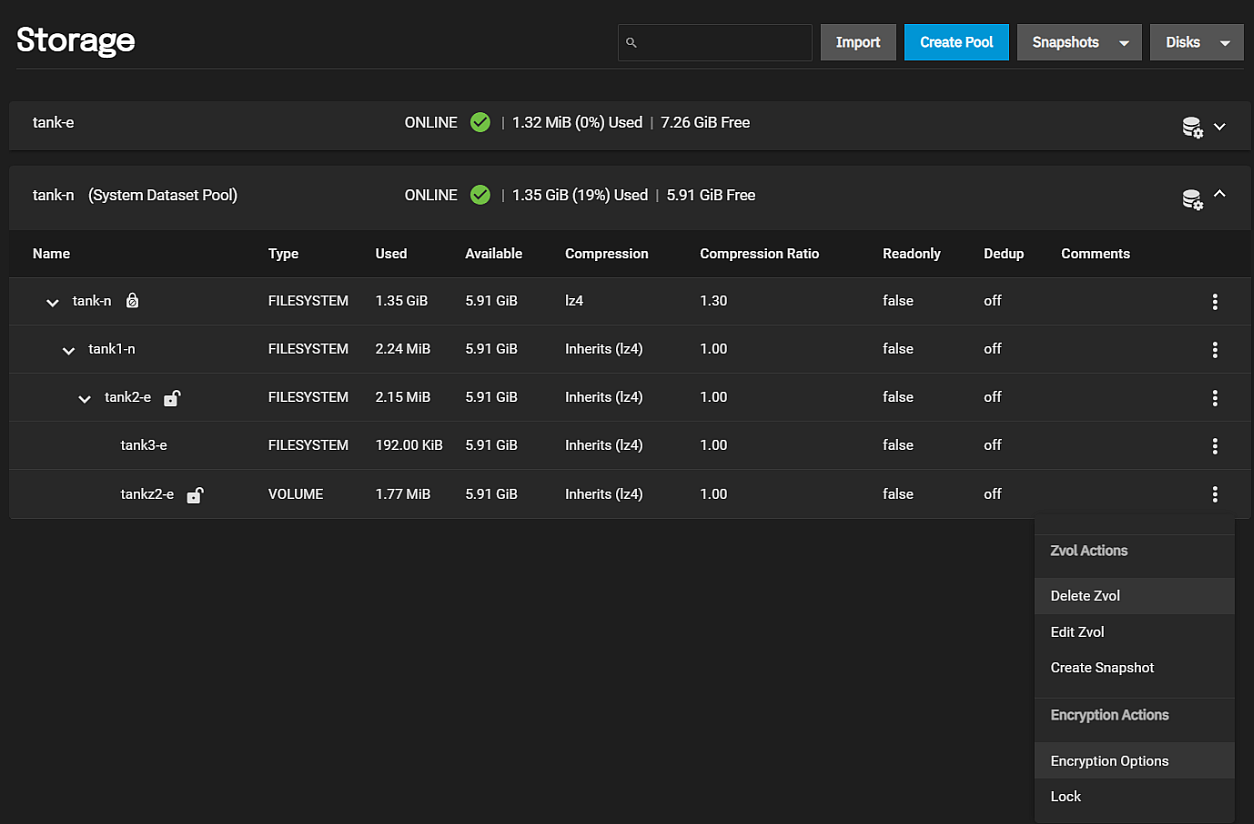 Storage
Import
Create Pool
Snapshots
Disks
tank-e ONLINE | 1.32 MiB (0%) Used | 7.26 GiB Free
tank-n (System Dataset Pool) ONLINE | 1.35 GiB (19%) Used | 5.91 GiB Free
Name Type Used Available Compression Compression Ratio Readonly Dedup Comments
tank-n FILESYSTEM 1.35 GiB 5.91 GiB lz4 1.30 false off
tank1-n FILESYSTEM 2.24 MiB 5.91 GiB Inherits (lz4) 1.00 false off
tank2-e FILESYSTEM 2.15 MiB 5.91 GiB Inherits (lz4) 1.00 false off
tank3-e FILESYSTEM 192.00 KiB 5.91 GiB Inherits (lz4) 1.00 false off
tankz2-e VOLUME 1.77 MiB 5.91 GiB Inherits (lz4) 1.00 false off
Zvol Actions
Delete Zvol
Edit Zvol
Create Snapshot
Encryption Actions
Encryption Options
Lock